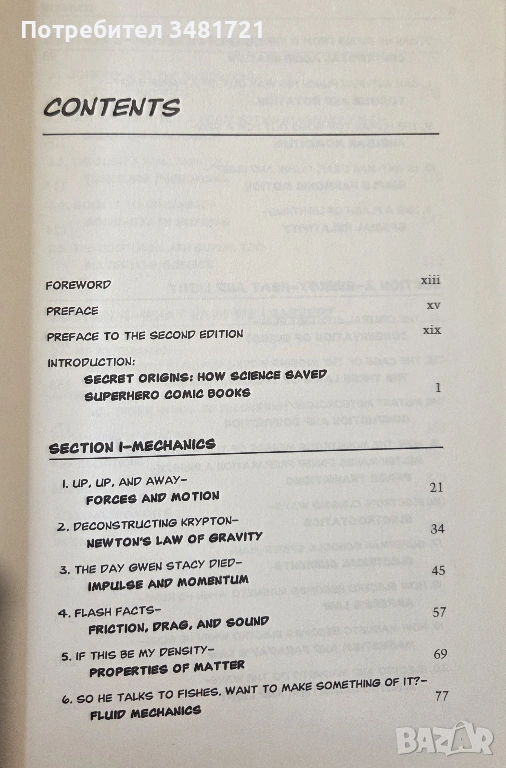 Потребител 3481721
CONTENTS
FOREWORD xiii
PREFACE xv
PREFACE TO THE SECOND EDITION xix
INTRODUCTION:
SECRET ORIGINS: HOW SCIENCE SAVED
SUPERHERO COMIC BOOKS 1
SECTION 1—MECHANICS
1. UP, UP, AND AWAY—
FORCES AND MOTION 21
2. DECONSTRUCTING KRYPTON—
NEWTON'S LAW OF GRAVITY 34
3. THE DAY GWEN STACY DIED—
IMPULSE AND MOMENTUM 45
4. FLASH FACTS—
FRICTION, DRAG, AND SOUND 57
5. IF THIS BE MY DENSITY—
PROPERTIES OF MATTER 69
6. SO HE TALKS TO FISHES. WANT TO MAKE SOMETHING OF IT?—
FLUID MECHANICS 77
BAZAR
.bg